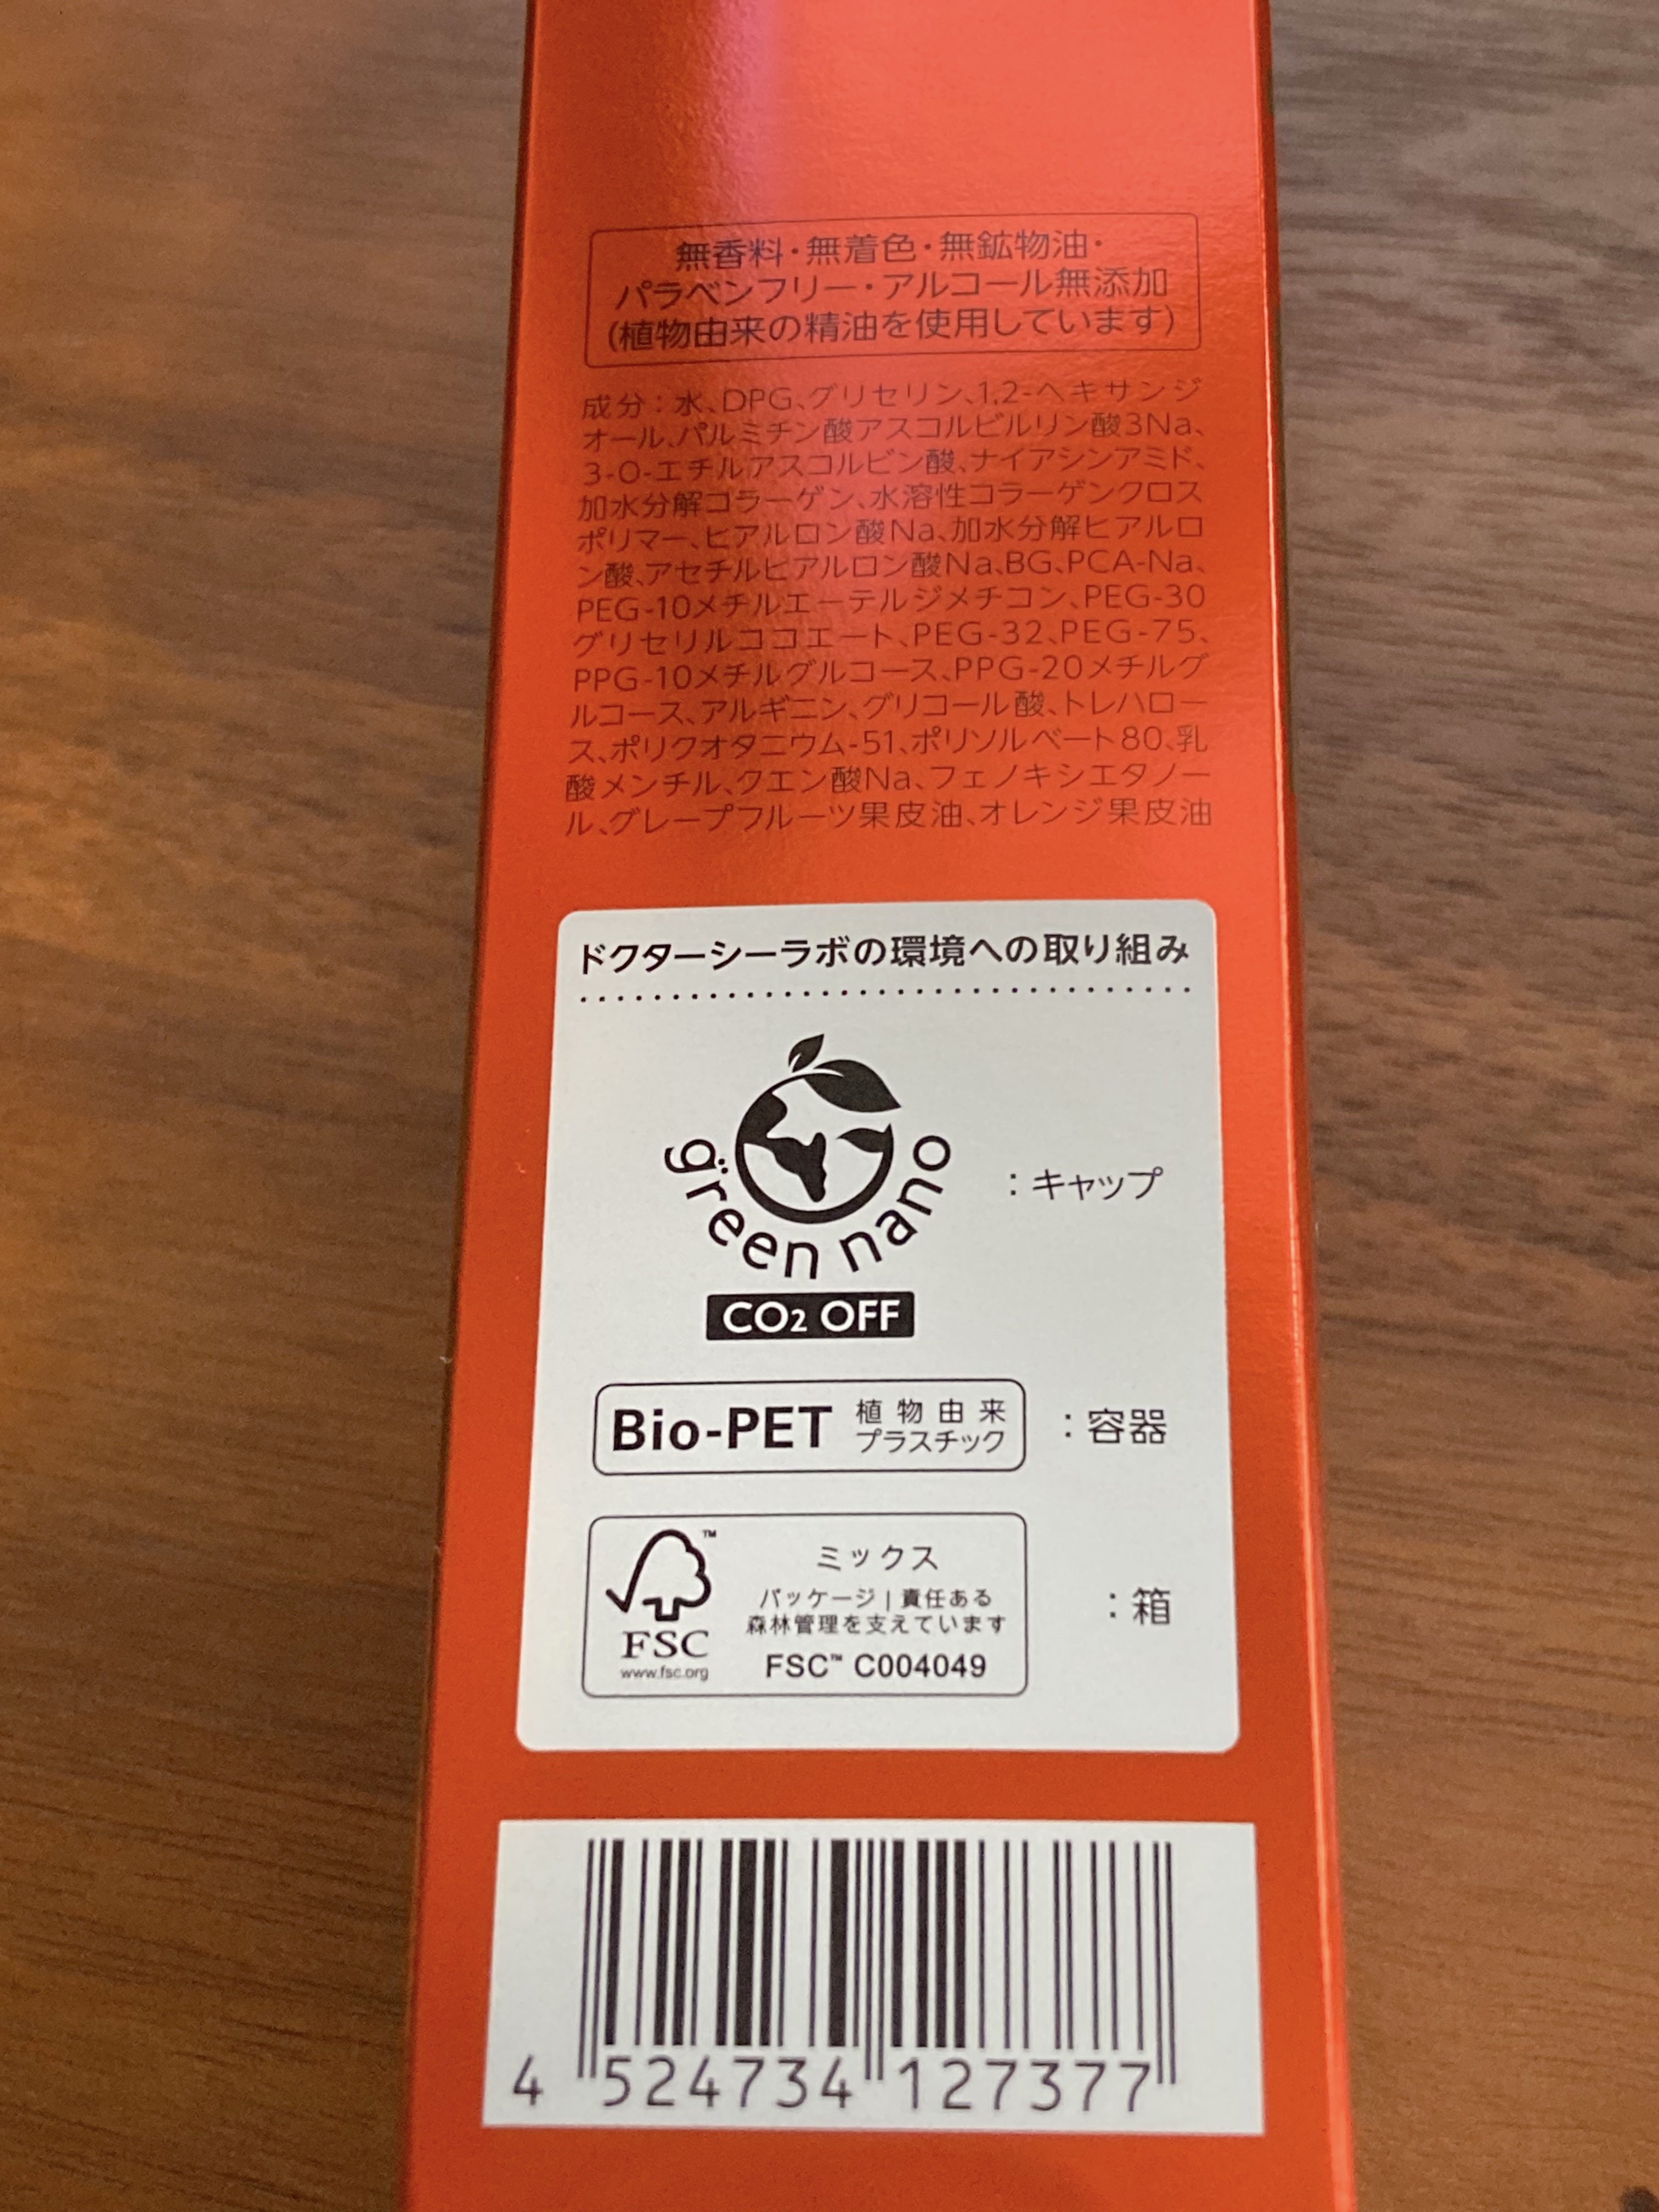 無香料・無着色・無鉱物油・
パラベンフリー・アルコール無添加
(植物由来の精油を使用しています)
成分：水、DPG、グリセリン、1,2-ヘキサンジ
オール、パルミチン酸アスコルビルリン酸3Na、
3-O-エチルアスコルビン酸、ナイアシンアミド、
加水分解コラーゲン、水溶性コラーゲンクロス
ポリマー、ヒアルロン酸Na、加水分解ヒアルロ
ン酸、アセチルヒアルロン酸Na、BG、PCA-Na、
PEG-10メチルエーテルジメチコン、PEG-30
グリセリルココエート、PEG-32、PEG-75、
PPG-10メチルグルコース、PPG-20メチルグ
ルコース、アルギニン、グリコール酸、トレハロー
ス、ポリクオタニウム-51、ポリソルベート80、乳
酸メンチル、クエン酸Na、フェノキシエタノー
ル、グレープフルーツ果皮油、オレンジ果皮油
ドクターシーラボの環境への取り組み
green nano
：キャップ
CO2 OFF
Bio-PET 植物由来
プラスチック
：容器
ミックス
パッケージ | 責任ある
森林管理を支えています
FSC™ C004049
™
FSC
www.fsc.org
：箱
4 524734 127377